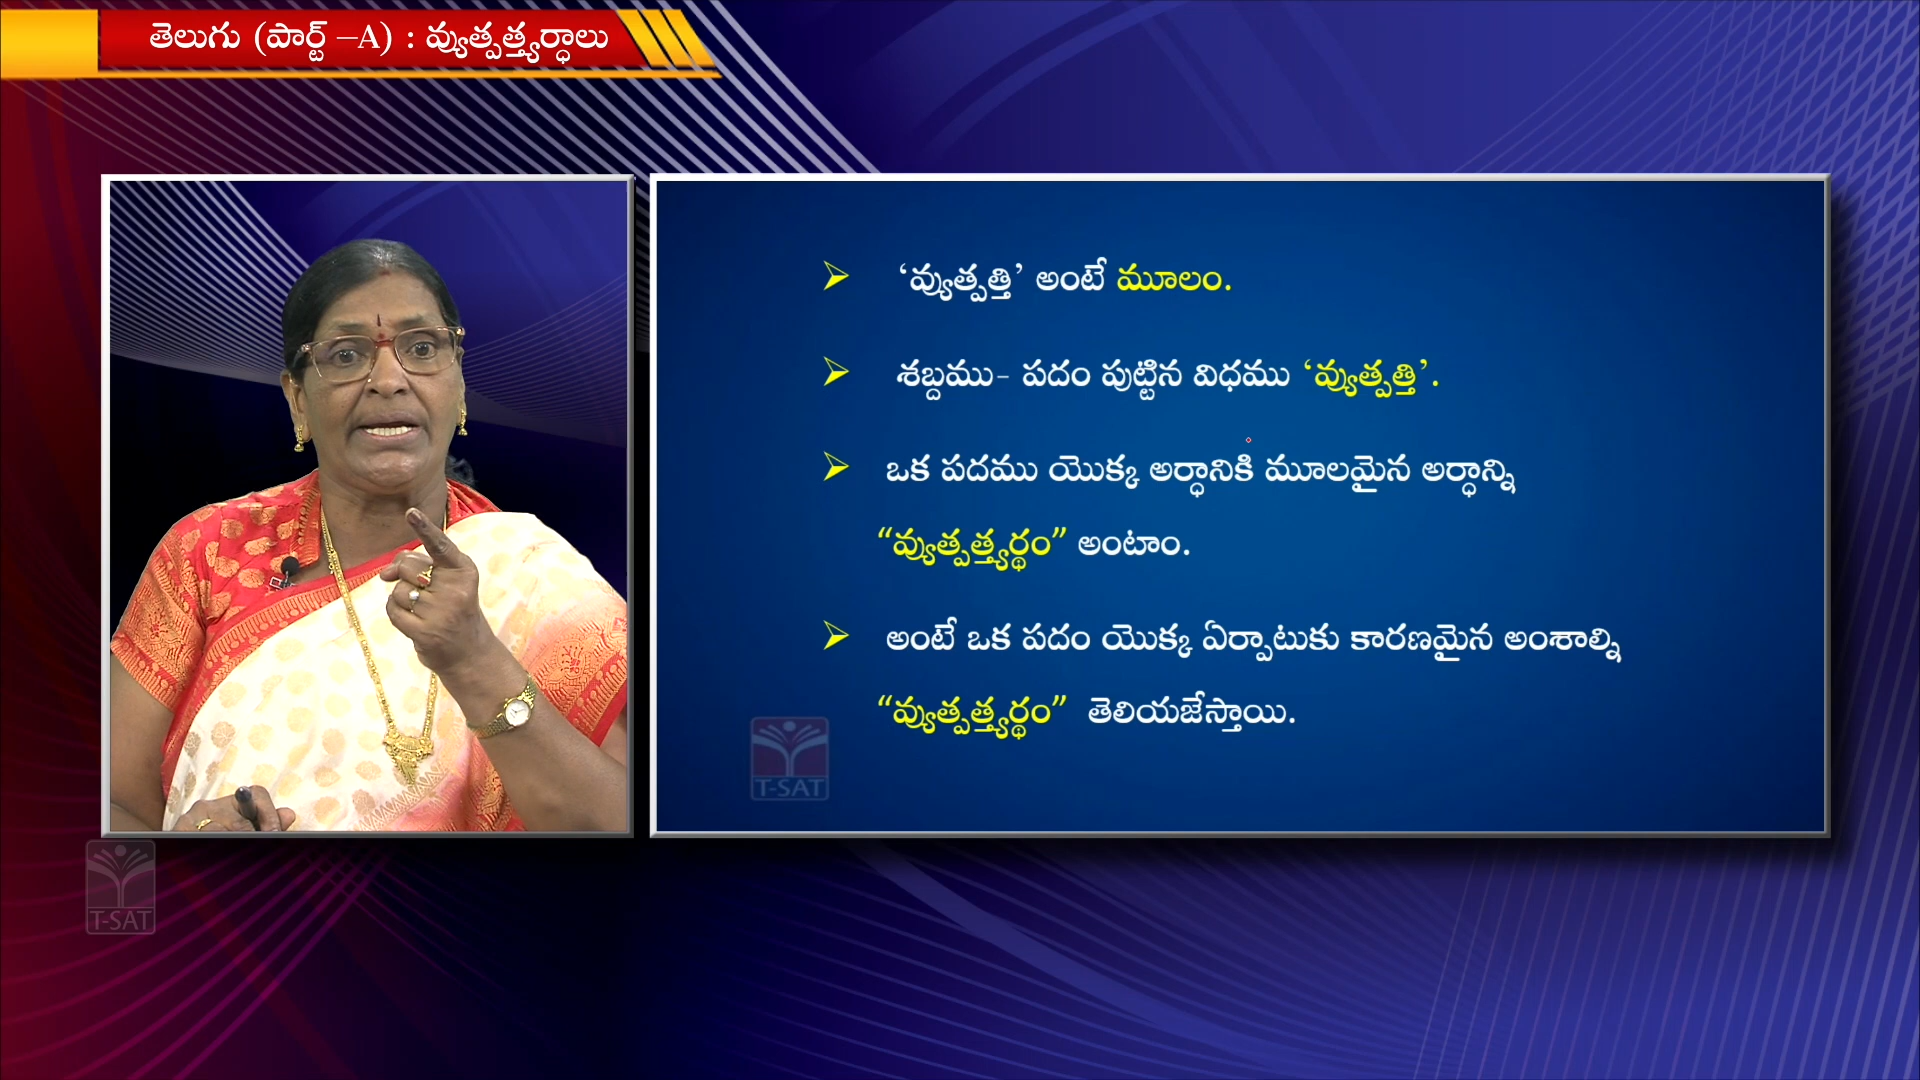 తెలుగు (పార్ట్ –A) : వ్యుత్పత్త్యర్థాలు
‘వ్యుత్పత్తి’ అంటే మూలం.
శబ్దము- పదం పుట్టిన విధము ‘వ్యుత్పత్తి’.
ఒక పదము యొక్క అర్థానికి మూలమైన అర్థాన్ని
“వ్యుత్పత్త్యర్థం” అంటాం.
అంటే ఒక పదం యొక్క ఏర్పాటుకు కారణమైన అంశాల్ని
“వ్యుత్పత్త్యర్థం” తెలియజేస్తాయి.
T-SAT
T-SAT